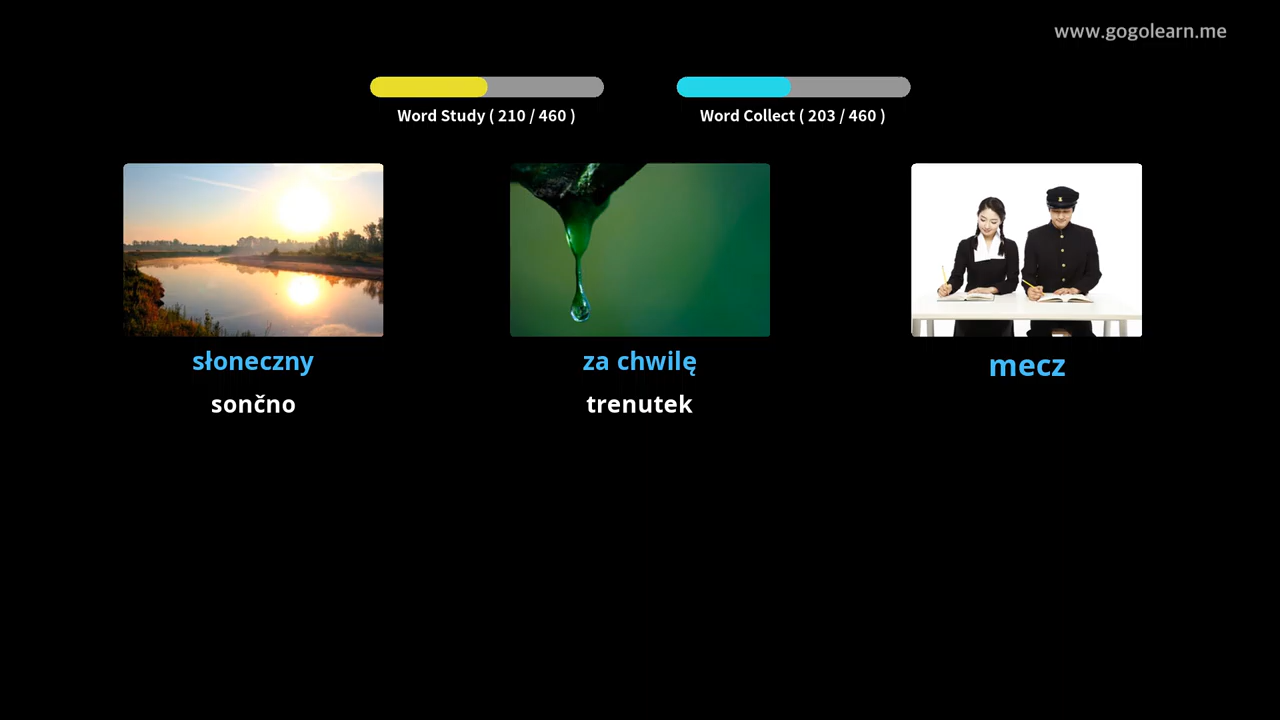 www.gogolearn.me
Word Study ( 210 / 460 )
Word Collect ( 203 / 460 )
słoneczny
sončno
za chwilę
trenutek
mecz